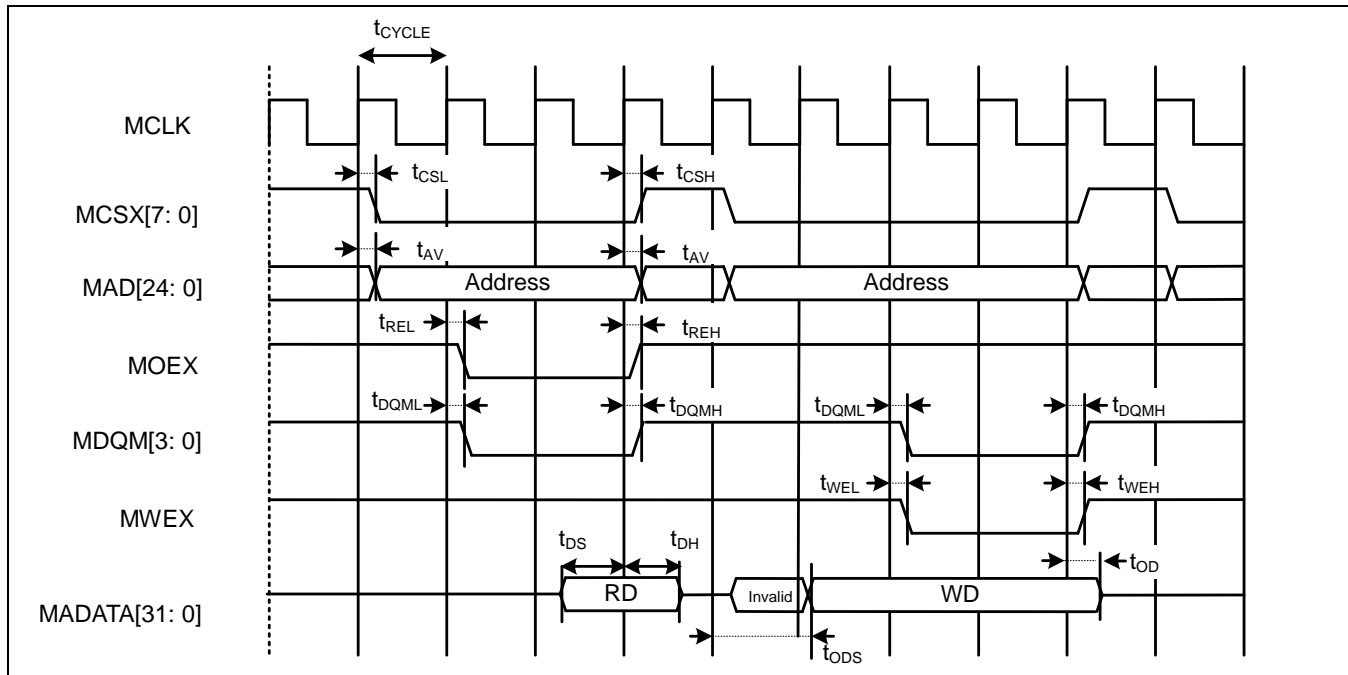 tCYCLE
MCLK
tCSL tCSH
MCSX[7: 0]
tAV tAV
MAD[24: 0] Address Address
tREL tREH
MOEX
tDQML tDQMH tDQML tDQMH
MDQM[3: 0]
tWEL tWEH
MWEX
tDS tDH tOD
MADATA[31: 0] RD Invalid WD
tODS